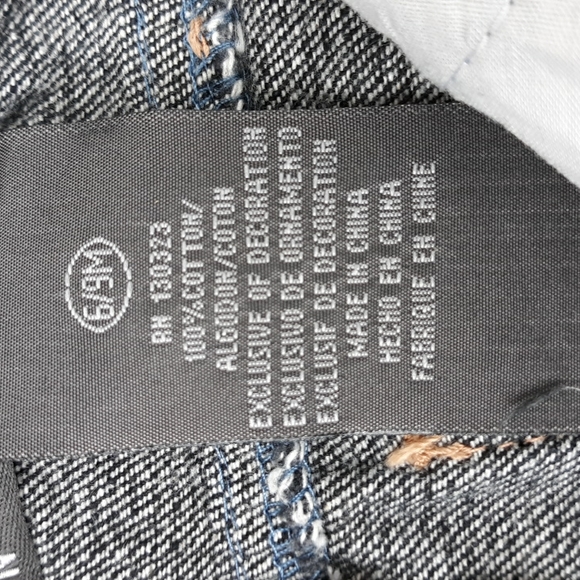 6/9M
RN 130323
100%COTTON/
ALGODON/COTON
EXCLUSIVE OF DECORATION
EXCLUSIVO DE ORNAMENTO
EXCLUSIF DE DECORATION
MADE IN CHINA
HECHO EN CHINA
FABRIQUE EN CHINE